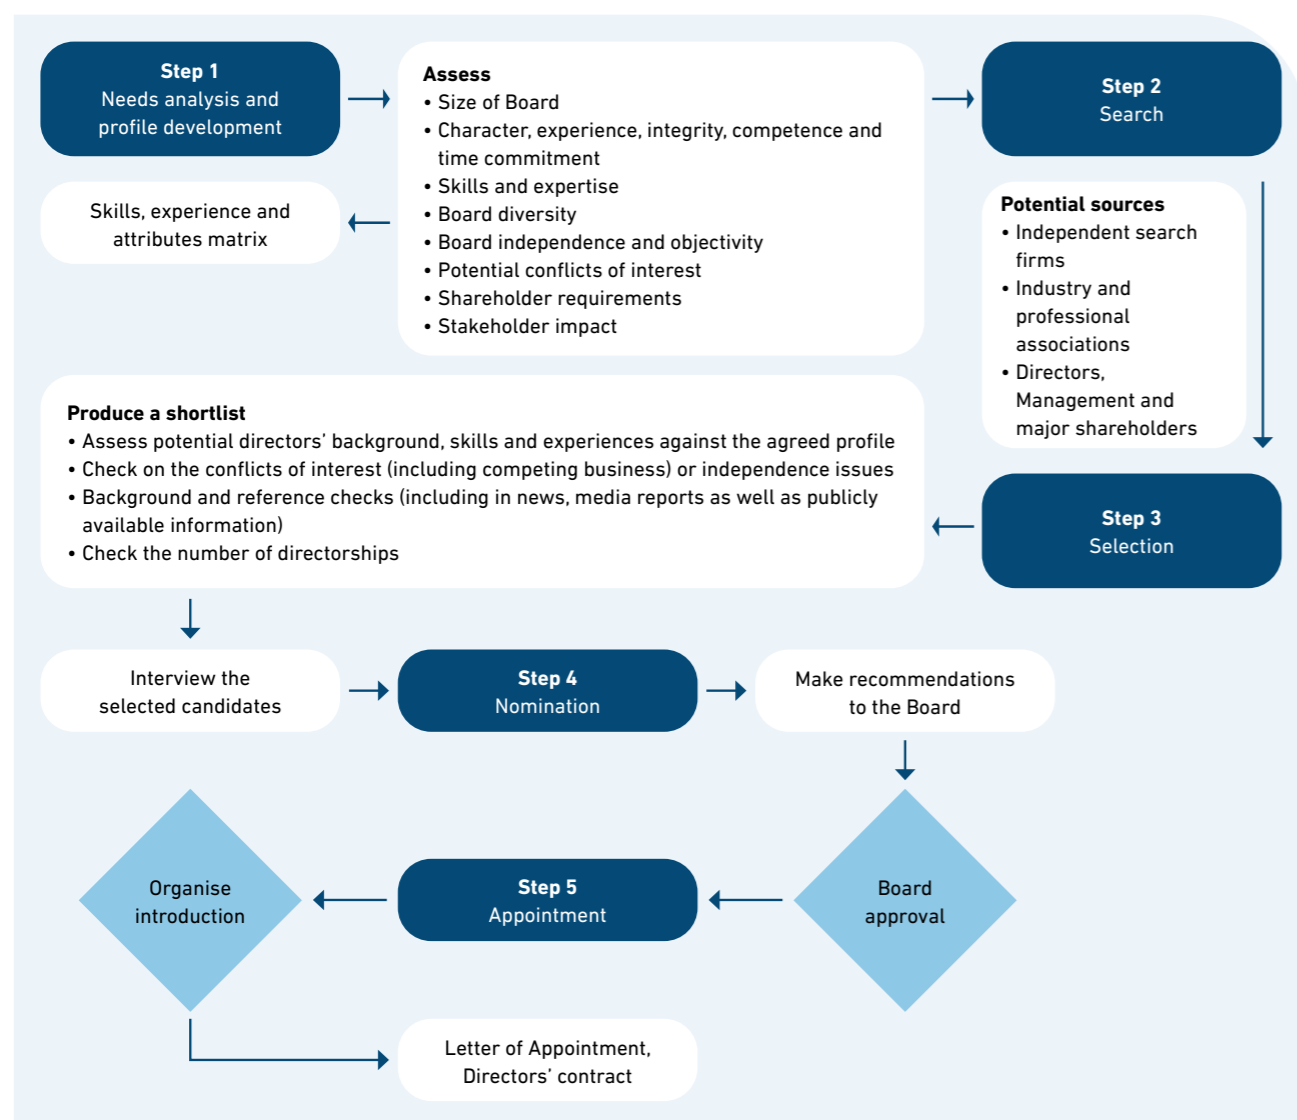 Step 1
Needs analysis and
profile development
Assess
• Size of Board
• Character, experience, integrity, competence and
time commitment
• Skills and expertise
• Board diversity
• Board independence and objectivity
• Potential conflicts of interest
• Shareholder requirements
• Stakeholder impact
Skills, experience and
attributes matrix
Step 2
Search
Potential sources
• Independent search
firms
• Industry and
professional
associations
• Directors,
Management and
major shareholders
Step 3
Selection
Produce a shortlist
• Assess potential directors’ background, skills and experiences against the agreed profile
• Check on the conflicts of interest (including competing business) or independence issues
• Background and reference checks (including in news, media reports as well as publicly
available information)
• Check the number of directorships
Interview the
selected candidates
Step 4
Nomination
Make recommendations
to the Board
Board
approval
Step 5
Appointment
Organise
introduction
Letter of Appointment,
Directors’ contract